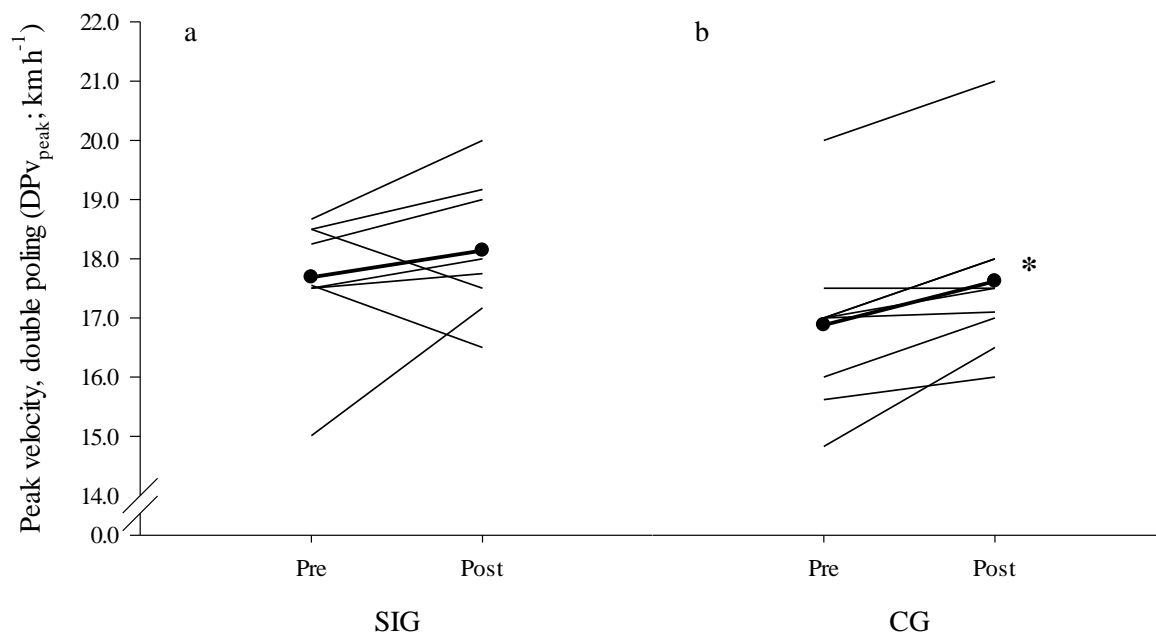 Peak velocity, double poling (DPv_peak; km h⁻¹)
22.0
21.0
20.0
19.0
18.0
17.0
16.0
15.0
14.0
0.0
a
b
*
Pre
Post
Pre
Post
SIG
CG